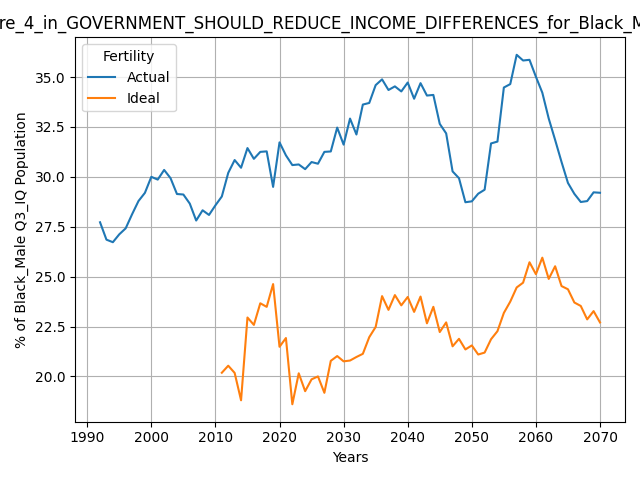 re_4_in_GOVERNMENT_SHOULD_REDUCE_INCOME_DIFFERENCES_for_Black_M
Fertility
Actual
Ideal
35.0
32.5
30.0
27.5
25.0
22.5
20.0
% of Black_Male Q3_IQ Population
1990 2000 2010 2020 2030 2040 2050 2060 2070
Years